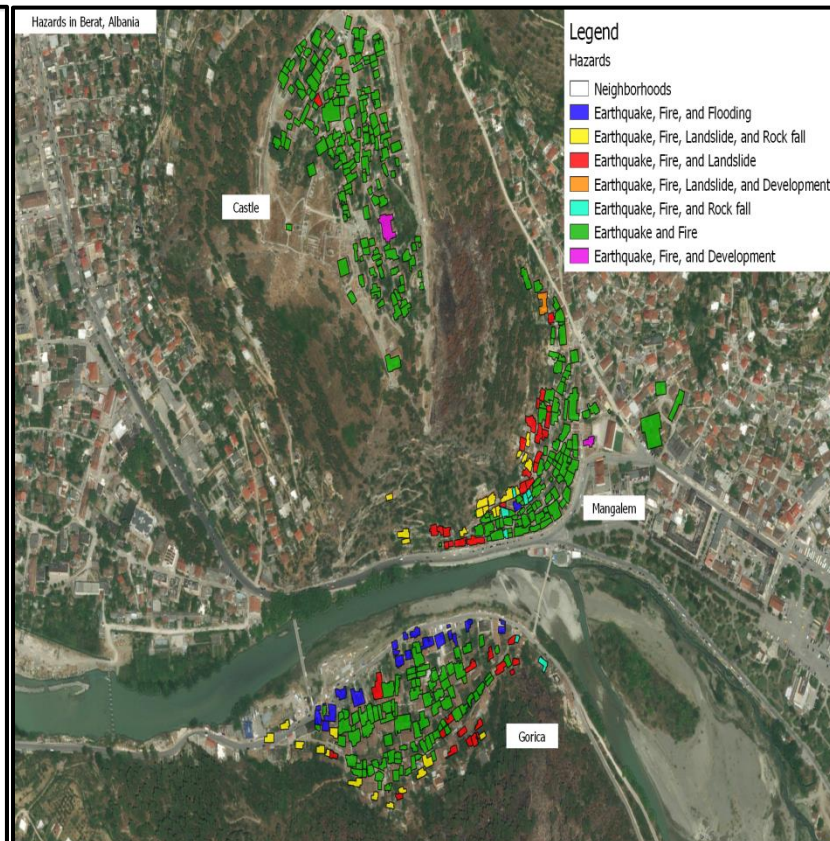 Hazards in Berat, Albania
Legend
Hazards
Neighborhoods
Earthquake, Fire, and Flooding
Earthquake, Fire, Landslide, and Rock fall
Earthquake, Fire and Landslide
Earthquake, Fire, Landslide, and Development
Earthquake, Fire, and Rock fall
Earthquake and Fire
Earthquake, Fire, and Development
Castle
Mangalem
Gorica